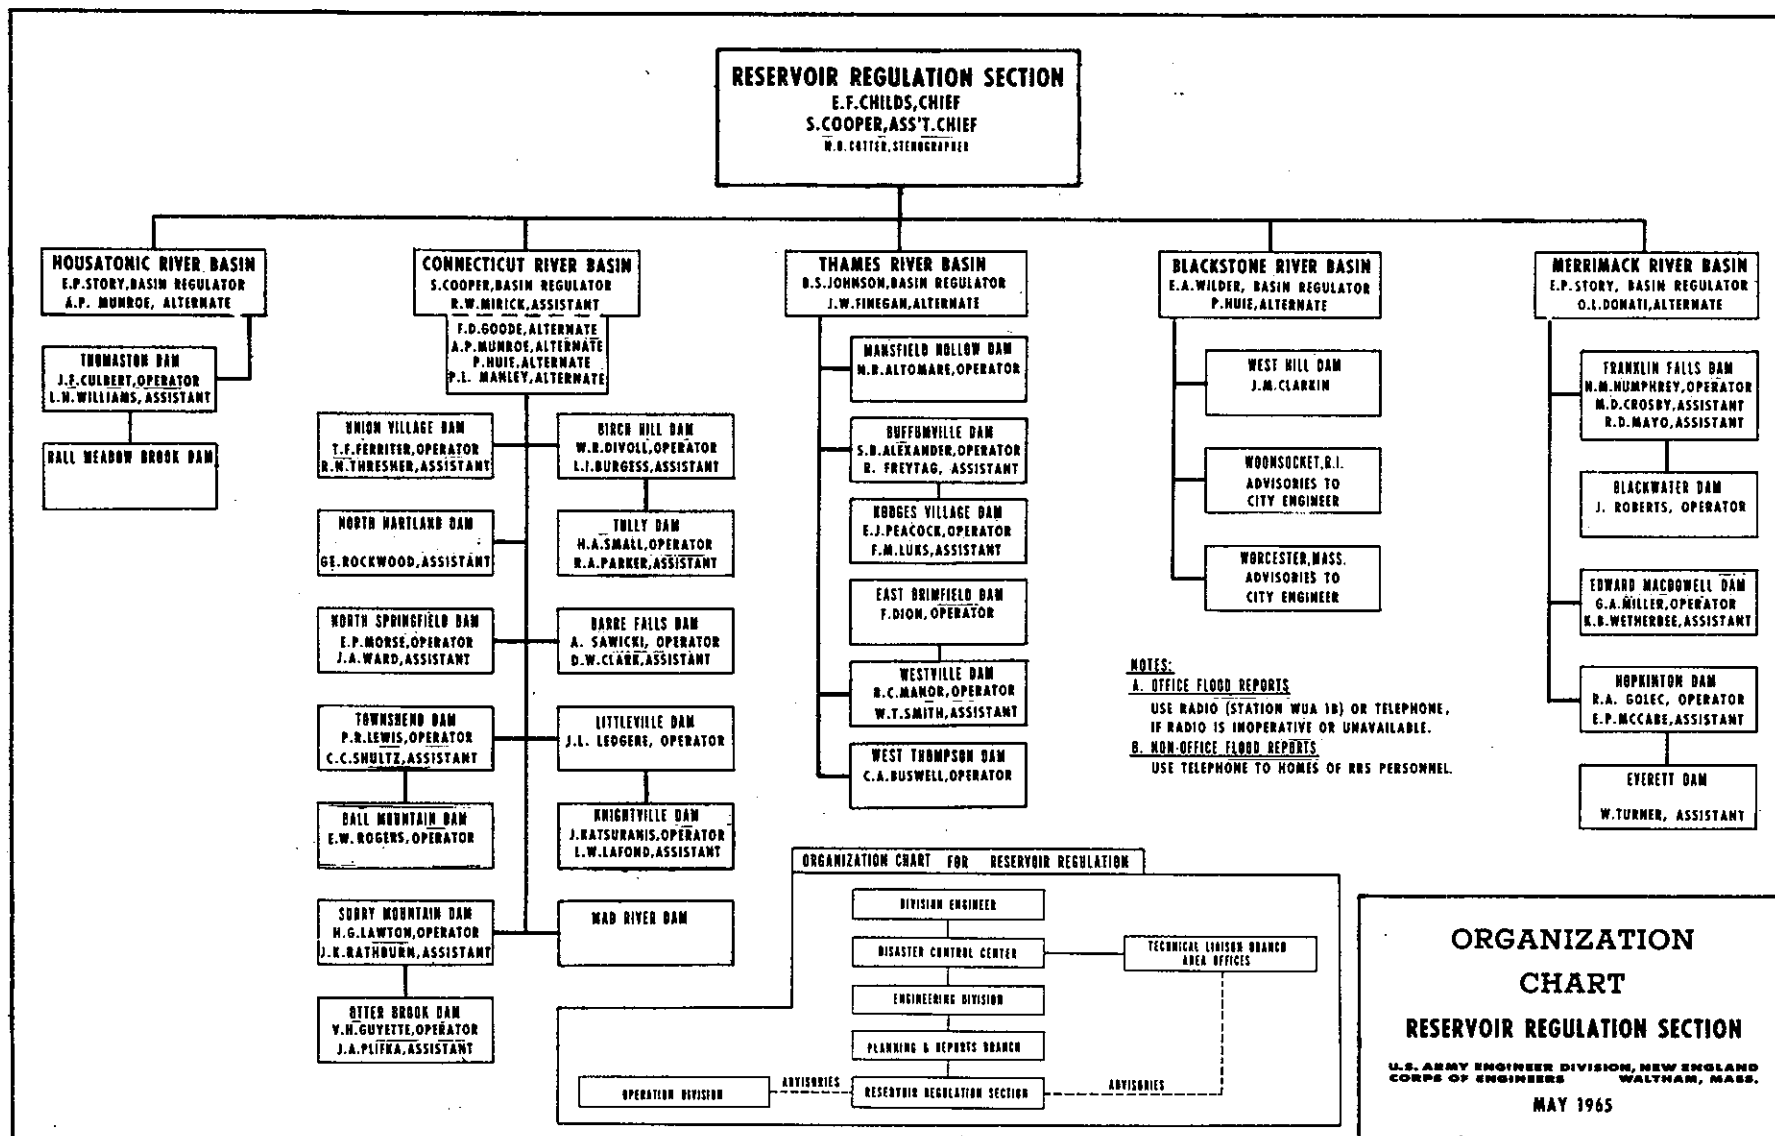 RESERVOIR REGULATION SECTION
E.F.CHILDS,CHIEF
S.COOPER,ASS'T.CHIEF
COTTER,STENOGRAPHER
HOUSATONIC RIVER BASIN
E.P.STORY,BASIN REGULATOR
A.P. MUNROE, ALTERNATE
THOMASTON DAM
J.F.CULBERT,OPERATOR
L.H.WILLIAMS, ASSISTANT
HALL MEADOW BROOK DAM
CONNECTICUT RIVER BASIN
S.COOPER,BASIN REGULATOR
R.W.MIRICK,ASSISTANT
F.D.GOODE,ALTERNATE
A.P.MUNROE,ALTERNATE
P.HUIE,ALTERNATE
P.L. MANLEY,ALTERNATE
UNION VILLAGE DAM
T.F.FERRITER,OPERATOR
R.N.THRESHER,ASSISTANT
NORTH HARTLAND DAM
GE.ROCKWOOD,ASSISTANT
NORTH SPRINGFIELD DAM
E.P.MORSE,OPERATOR
J.A.WARD,ASSISTANT
TOWNSHEND DAM
P.R.LEWIS,OPERATOR
C.C.SHULTZ,ASSISTANT
BALL MOUNTAIN DAM
E.W.ROGERS,OPERATOR
SURRY MOUNTAIN DAM
H.G.LAWTON,OPERATOR
J.K.RATHBURN,ASSISTANT
OTTER BROOK DAM
V.H.GUYETTE,OPERATOR
J.A.PLIFKA,ASSISTANT
BIRCH HILL DAM
W.R.DIVOLL,OPERATOR
L.I.BURGESS,ASSISTANT
TULLY DAM
H.A.SMALL,OPERATOR
R.A.PARKER,ASSISTANT
BARRE FALLS DAM
A. SAWICKI, OPERATOR
D.W.CLARK,ASSISTANT
LITTLEVILLE DAM
J.L. LEDGERE, OPERATOR
KNIGHTVILLE DAM
J.KATSURANIS,OPERATOR
L.W.LAFOND,ASSISTANT
MAD RIVER DAM
THAMES RIVER BASIN
B.S.JOHNSON,BASIN REGULATOR
J.W.FINEGAN,ALTERNATE
MANSFIELD HOLLOW DAM
N.R.ALTOMARE,OPERATOR
BUFFUMVILLE DAM
S.B.ALEXANDER,OPERATOR
R. FREYTAG, ASSISTANT
HODGES VILLAGE DAM
E.J.PEACOCK,OPERATOR
F.M.LUKS,ASSISTANT
EAST BRIMFIELD DAM
F.DION,OPERATOR
WESTVILLE DAM
R.C.MANOR,OPERATOR
W.T.SMITH,ASSISTANT
WEST THOMPSON DAM
C.A.BUSWELL,OPERATOR
BLACKSTONE RIVER BASIN
E.A.WILDER, BASIN REGULATOR
P.HUIE,ALTERNATE
WEST HILL DAM
J.M.CLARKIN
WOONSOCKET,R.I.
ADVISORIES TO
CITY ENGINEER
WORCESTER,MASS.
ADVISORIES TO
CITY ENGINEER
MERRIMACK RIVER BASIN
E.P.STORY, BASIN REGULATOR
O.L.DONATI,ALTERNATE
FRANKLIN FALLS DAM
N.M.HUMPHREY,OPERATOR
M.D.CROSBY,ASSISTANT
R.D.MAYO,ASSISTANT
BLACKWATER DAM
J. ROBERTS, OPERATOR
EDWARD MACDOWELL DAM
G.A.MILLER,OPERATOR
K.B.WETHERBEE,ASSISTANT
HOPKINTON DAM
R.A. GOLEC, OPERATOR
E.P.MCCABE,ASSISTANT
EVERETT DAM
W.TURNER, ASSISTANT
NOTES:
A. OFFICE FLOOD REPORTS
USE RADIO (STATION WUA 18) OR TELEPHONE,
IF RADIO IS INOPERATIVE OR UNAVAILABLE.
B. NON-OFFICE FLOOD REPORTS
USE TELEPHONE TO HOMES OF RRS PERSONNEL.
ORGANIZATION CHART FOR RESERVOIR REGULATION
DIVISION ENGINEER
DISASTER CONTROL CENTER
TECHNICAL LIAISON BRANCH
AREA OFFICES
ENGINEERING DIVISION
PLANNING & REPORTS BRANCH
OPERATION DIVISION
ADVISORIES
RESERVOIR REGULATION SECTION
ADVISORIES
ORGANIZATION
CHART
RESERVOIR REGULATION SECTION
U.S. ARMY ENGINEER DIVISION, NEW ENGLAND
CORPS OF ENGINEERS WALTHAM, MASS.
MAY 1965